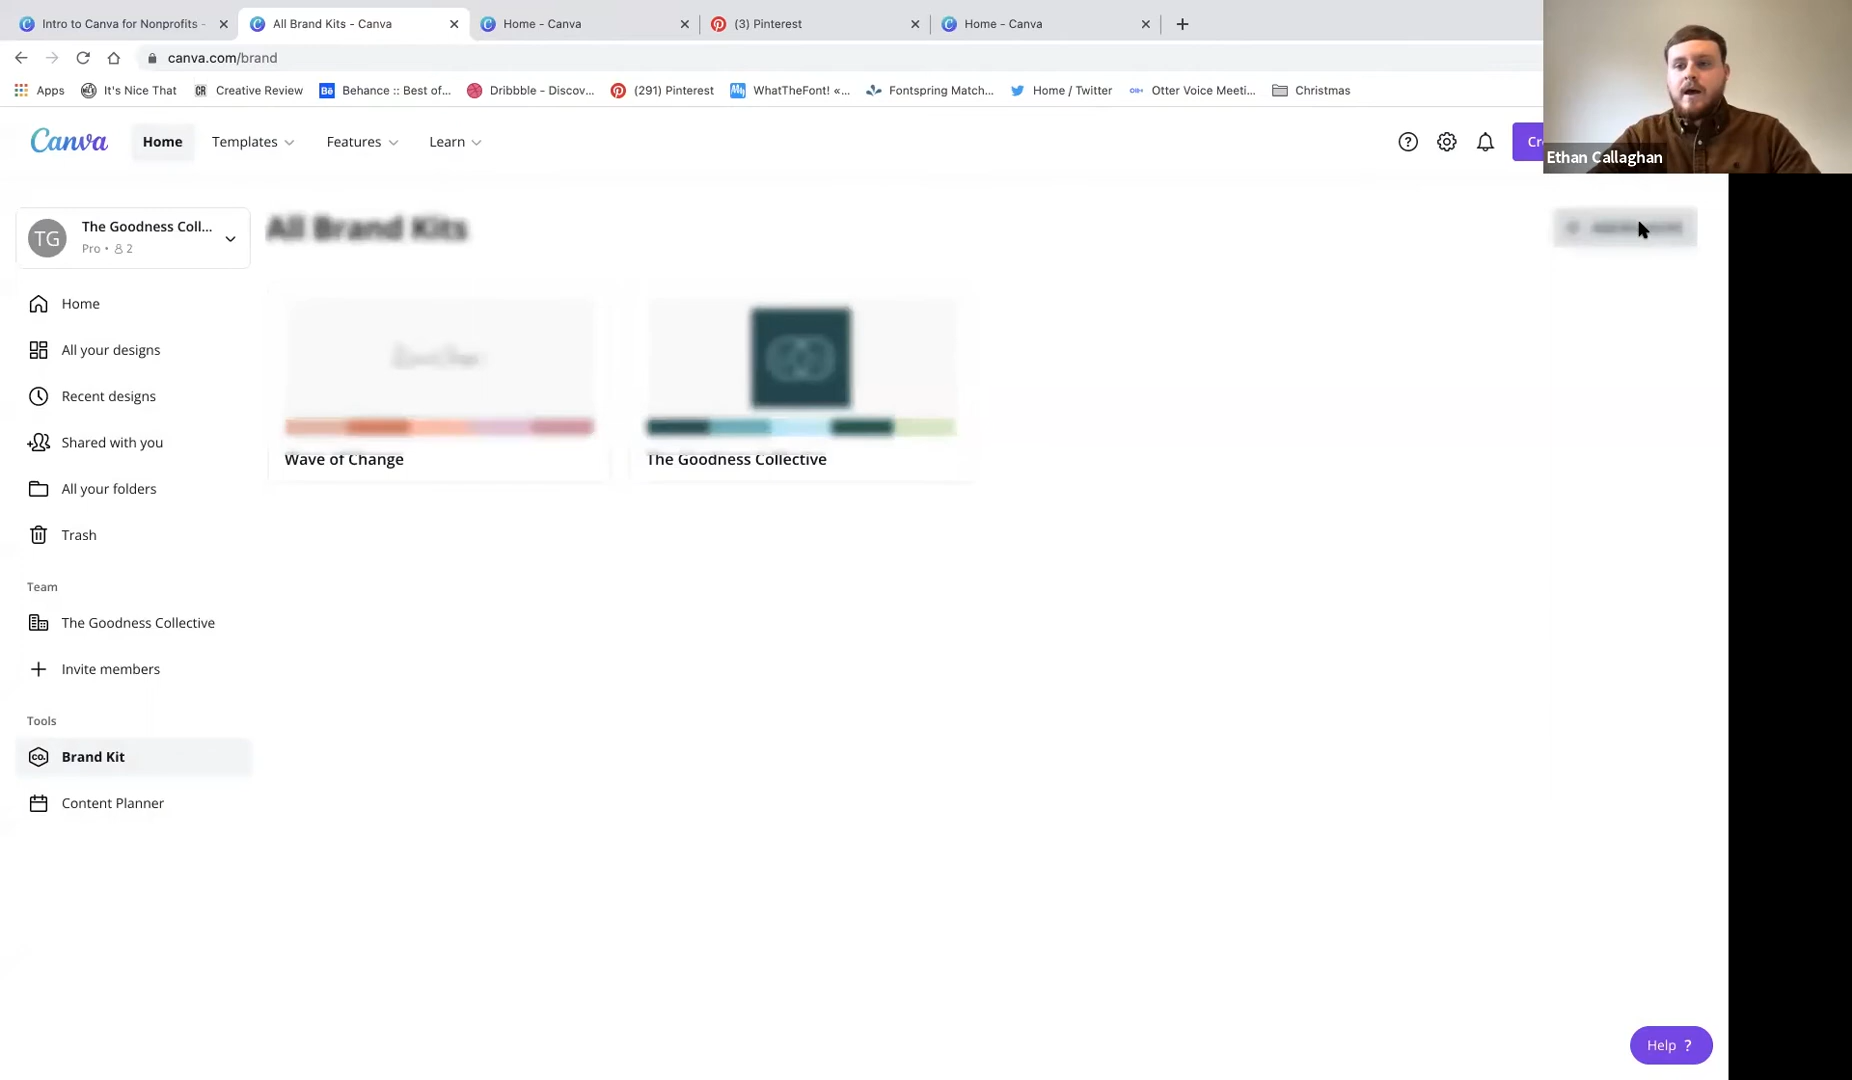 Intro to Canva for Nonprofits -
All Brand Kits - Canva
Home - Canva
(3) Pinterest
Home - Canva
canva.com/brand
Apps
It's Nice That
CR
Creative Review
Bē
Behance :: Best of...
Dribbble - Discov...
(291) Pinterest
WhatTheFont! «...
Fontspring Match...
Home / Twitter
Otter Voice Meeti...
Christmas
Canva
Home
Templates
Features
Learn
Ethan Callaghan
TG
The Goodness Coll...
Pro • 2
All Brand Kits
Home
All your designs
Recent designs
Shared with you
All your folders
Trash
Wave of Change
The Goodness Collective
Team
The Goodness Collective
Invite members
Tools
CO.
Brand Kit
Content Planner
Help ?